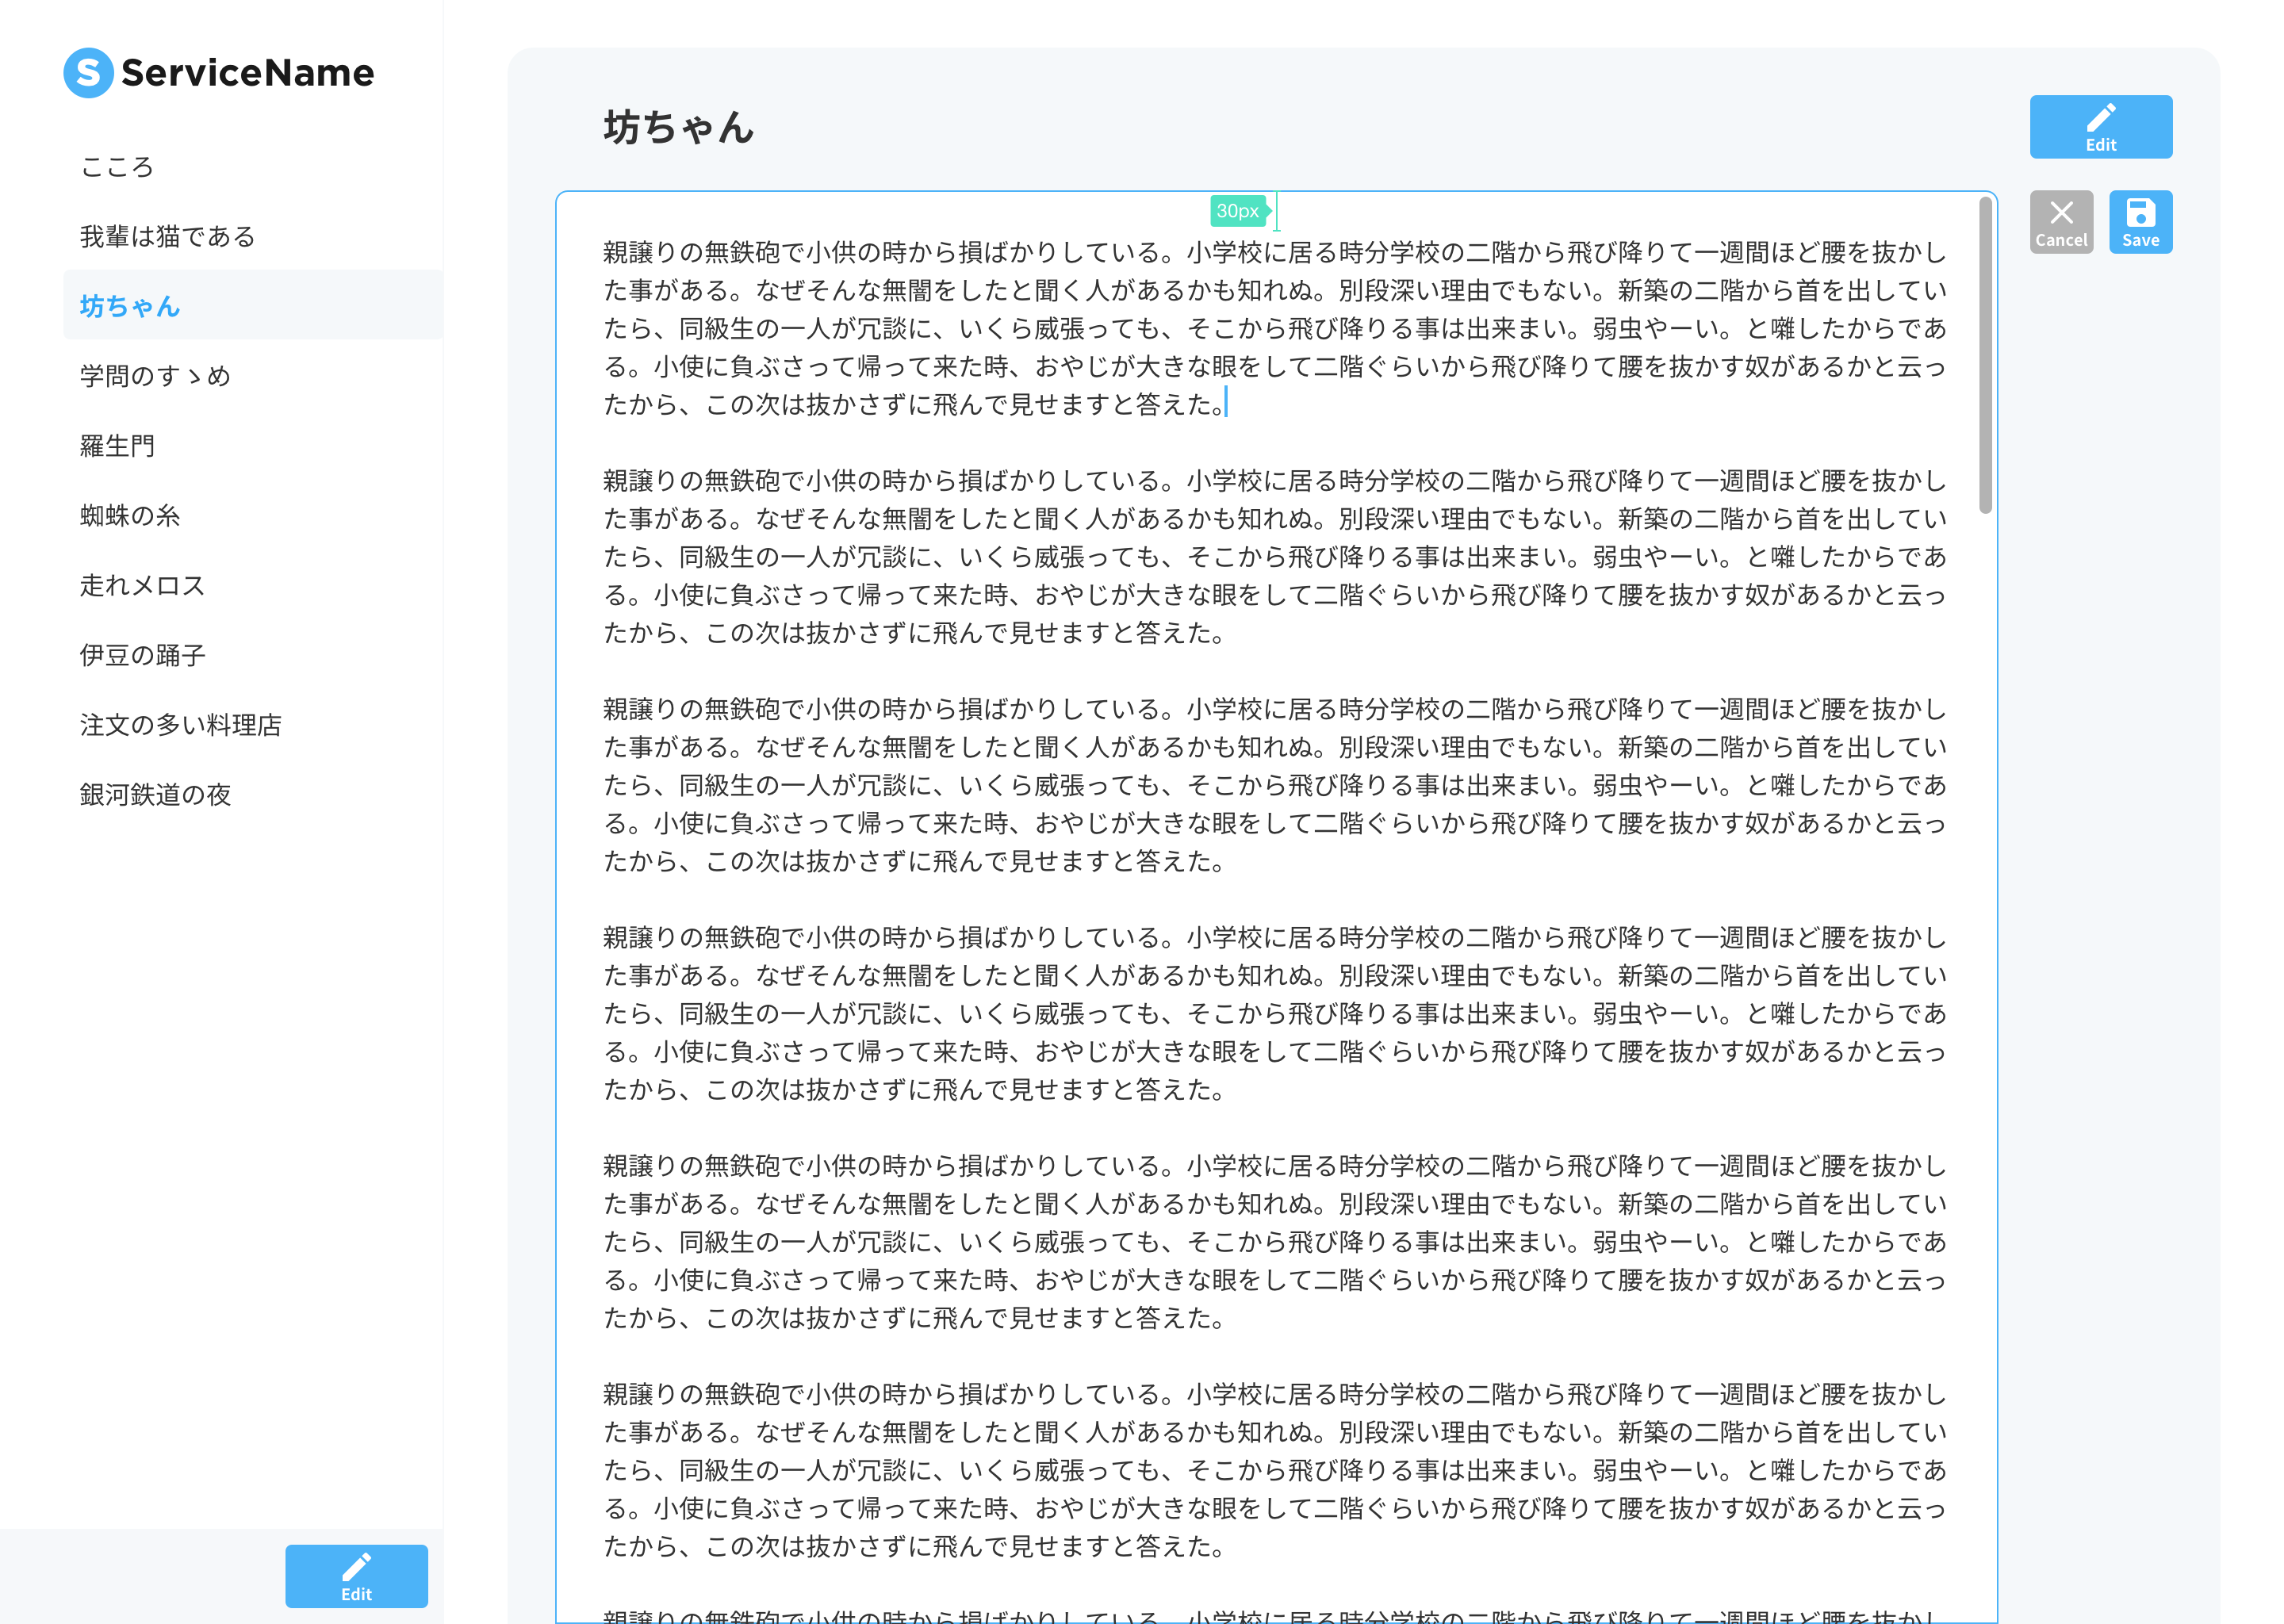 S ServiceName
こころ
我輩は猫である
坊ちゃん
学問のすゝめ
羅生門
蜘蛛の糸
走れメロス
伊豆の踊子
注文の多い料理店
銀河鉄道の夜
Edit
坊ちゃん
Edit
Cancel
Save
30px
親譲りの無鉄砲で小供の時から損ばかりしている。小学校に居る時分学校の二階から飛び降りて一週間ほど腰を抜かし
た事がある。なぜそんな無闇をしたと聞く人があるかも知れぬ。別段深い理由でもない。新築の二階から首を出してい
たら、同級生の一人が冗談に、いくら威張っても、そこから飛び降りる事は出来まい。弱虫やーい。と囃したからであ
る。小使に負ぶさって帰って来た時、おやじが大きな眼をして二階ぐらいから飛び降りて腰を抜かす奴があるかと云っ
たから、この次は抜かさずに飛んで見せますと答えた。
親譲りの無鉄砲で小供の時から損ばかりしている。小学校に居る時分学校の二階から飛び降りて一週間ほど腰を抜かし
た事がある。なぜそんな無闇をしたと聞く人があるかも知れぬ。別段深い理由でもない。新築の二階から首を出してい
たら、同級生の一人が冗談に、いくら威張っても、そこから飛び降りる事は出来まい。弱虫やーい。と囃したからであ
る。小使に負ぶさって帰って来た時、おやじが大きな眼をして二階ぐらいから飛び降りて腰を抜かす奴があるかと云っ
たから、この次は抜かさずに飛んで見せますと答えた。
親譲りの無鉄砲で小供の時から損ばかりしている。小学校に居る時分学校の二階から飛び降りて一週間ほど腰を抜かし
た事がある。なぜそんな無闇をしたと聞く人があるかも知れぬ。別段深い理由でもない。新築の二階から首を出してい
たら、同級生の一人が冗談に、いくら威張っても、そこから飛び降りる事は出来まい。弱虫やーい。と囃したからであ
る。小使に負ぶさって帰って来た時、おやじが大きな眼をして二階ぐらいから飛び降りて腰を抜かす奴があるかと云っ
たから、この次は抜かさずに飛んで見せますと答えた。
親譲りの無鉄砲で小供の時から損ばかりしている。小学校に居る時分学校の二階から飛び降りて一週間ほど腰を抜かし
た事がある。なぜそんな無闇をしたと聞く人があるかも知れぬ。別段深い理由でもない。新築の二階から首を出してい
たら、同級生の一人が冗談に、いくら威張っても、そこから飛び降りる事は出来まい。弱虫やーい。と囃したからであ
る。小使に負ぶさって帰って来た時、おやじが大きな眼をして二階ぐらいから飛び降りて腰を抜かす奴があるかと云っ
たから、この次は抜かさずに飛んで見せますと答えた。
親譲りの無鉄砲で小供の時から損ばかりしている。小学校に居る時分学校の二階から飛び降りて一週間ほど腰を抜かし
た事がある。なぜそんな無闇をしたと聞く人があるかも知れぬ。別段深い理由でもない。新築の二階から首を出してい
たら、同級生の一人が冗談に、いくら威張っても、そこから飛び降りる事は出来まい。弱虫やーい。と囃したからであ
る。小使に負ぶさって帰って来た時、おやじが大きな眼をして二階ぐらいから飛び降りて腰を抜かす奴があるかと云っ
たから、この次は抜かさずに飛んで見せますと答えた。
親譲りの無鉄砲で小供の時から損ばかりしている。小学校に居る時分学校の二階から飛び降りて一週間ほど腰を抜かし
た事がある。なぜそんな無闇をしたと聞く人があるかも知れぬ。別段深い理由でもない。新築の二階から首を出してい
たら、同級生の一人が冗談に、いくら威張っても、そこから飛び降りる事は出来まい。弱虫やーい。と囃したからであ
る。小使に負ぶさって帰って来た時、おやじが大きな眼をして二階ぐらいから飛び降りて腰を抜かす奴があるかと云っ
たから、この次は抜かさずに飛んで見せますと答えた。
親譲りの無鉄砲で小供の時から損ばかりしている。小学校に居る時分学校の二階から飛び降りて一週間ほど腰を抜かし